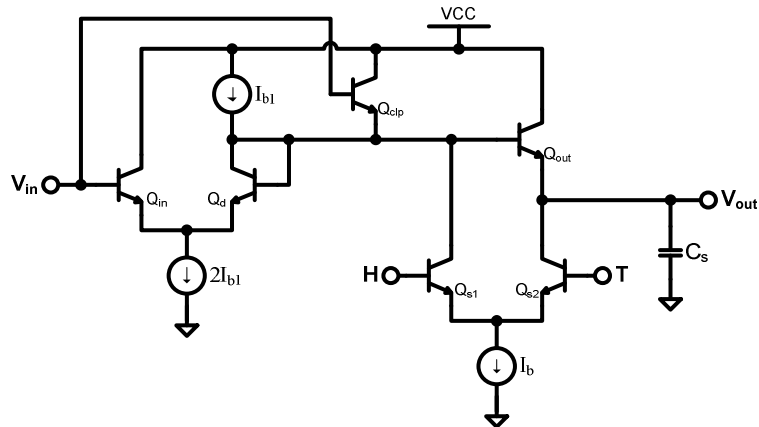 VCC
Ib1
Qclp
Qout
Vin
Qin
Qd
Vout
Cs
2Ib1
H
Qs1
Qs2
T
Ib